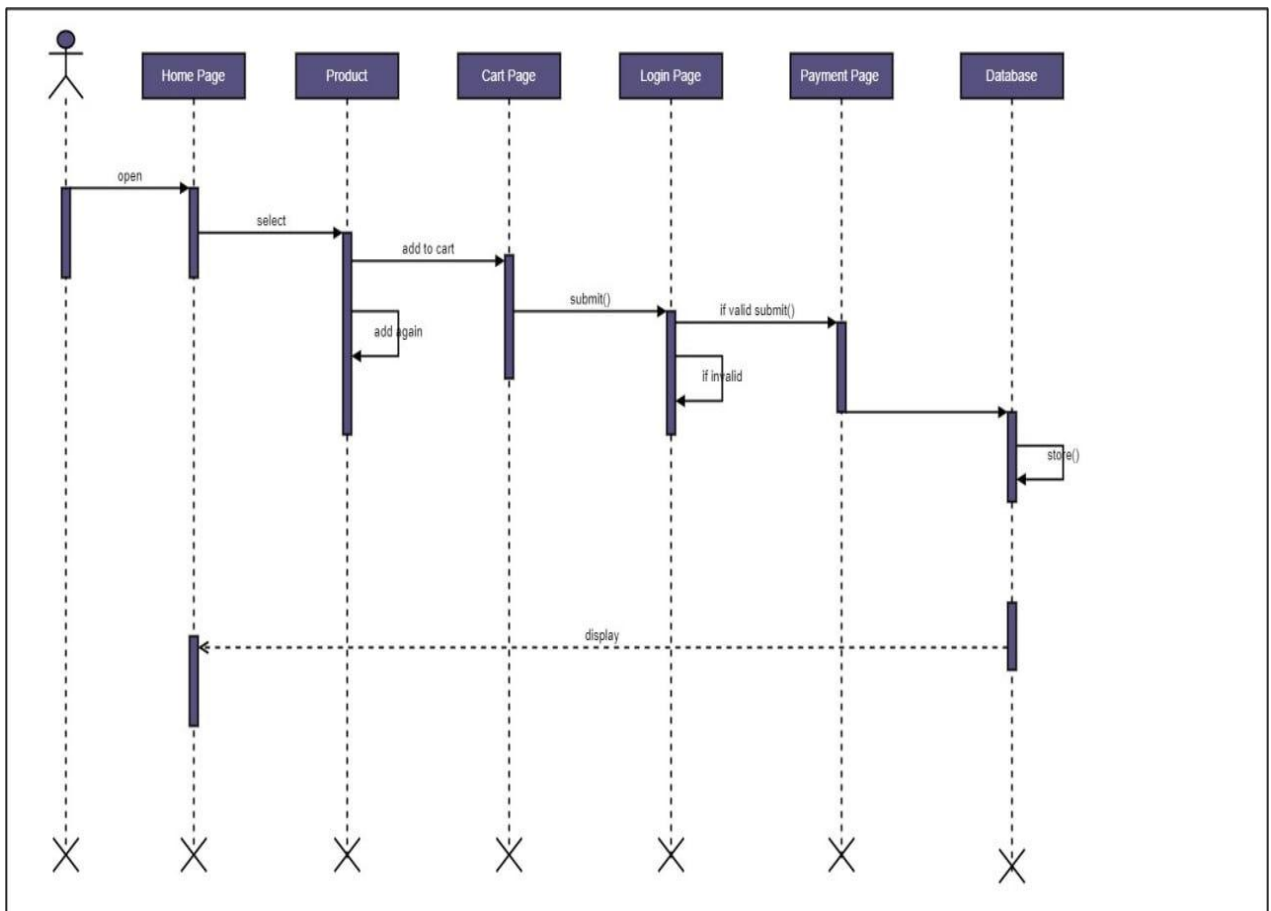 Home Page
Product
Cart Page
Login Page
Payment Page
Database
open
select
add to cart
submit()
if valid submit()
add again
if invalid
store()
display